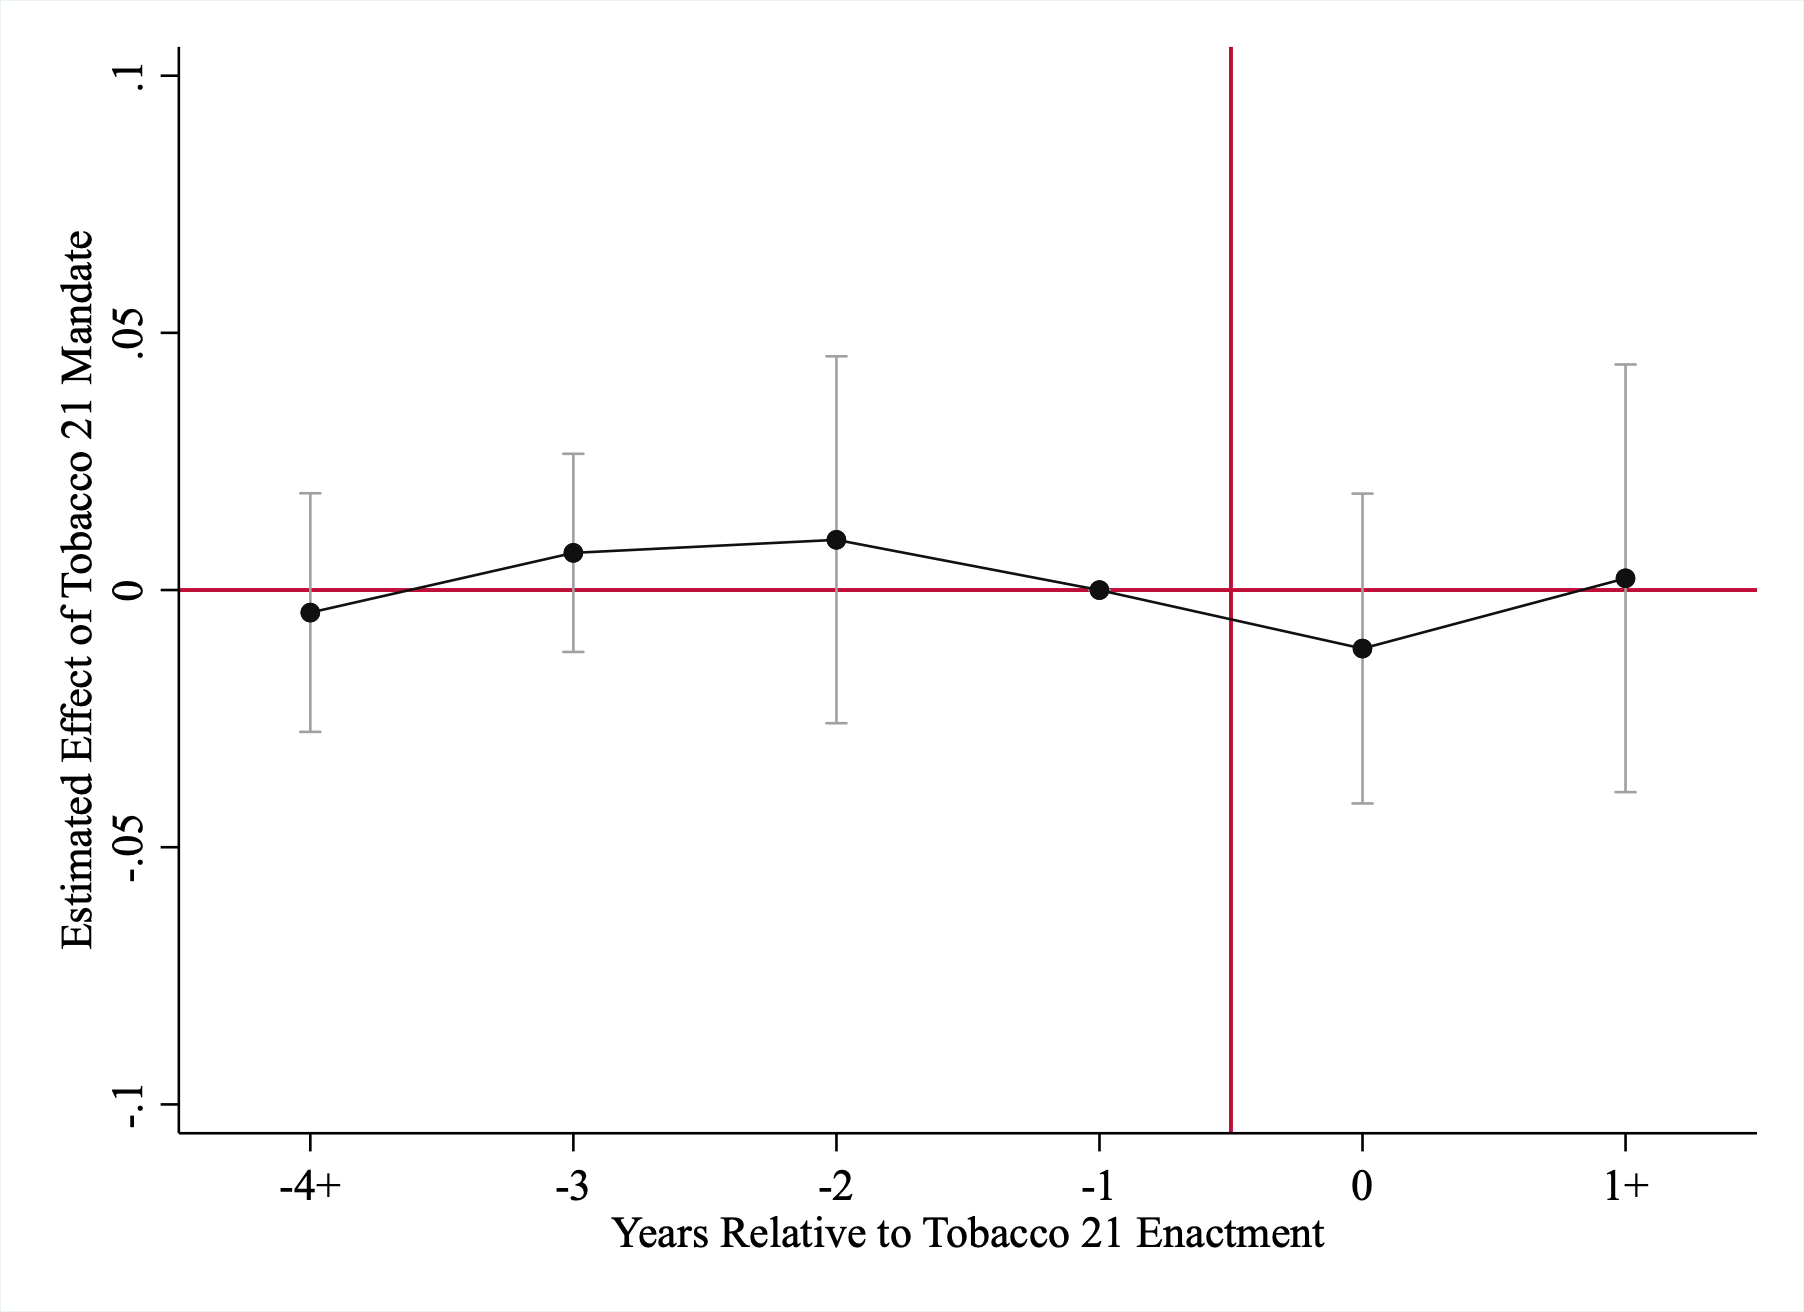 Estimated Effect of Tobacco 21 Mandate
.1
.05
0
-.05
-.1
-4+ -3 -2 -1 0 1+
Years Relative to Tobacco 21 Enactment